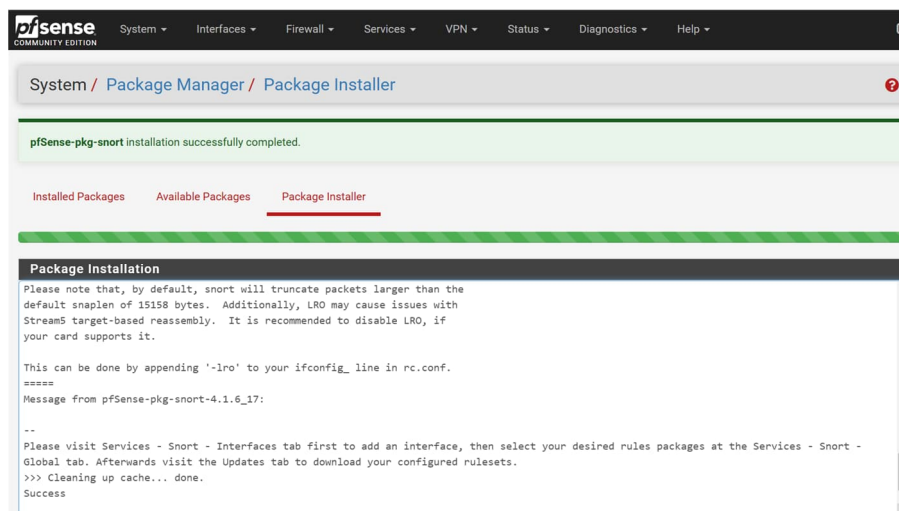 pfsense
COMMUNITY EDITION
System Interfaces Firewall Services VPN Status Diagnostics Help
System / Package Manager / Package Installer
pfSense-pkg-snort installation successfully completed.
Installed Packages Available Packages Package Installer
Package Installation
Please note that, by default, snort will truncate packets larger than the
default snaplen of 15158 bytes. Additionally, LRO may cause issues with
Stream5 target-based reassembly. It is recommended to disable LRO, if
your card supports it.
This can be done by appending '-lro' to your ifconfig_ line in rc.conf.
=====
Message from pfSense-pkg-snort-4.1.6_17:
--
Please visit Services - Snort - Interfaces tab first to add an interface, then select your desired rules packages at the Services - Snort -
Global tab. Afterwards visit the Updates tab to download your configured rulesets.
>>> Cleaning up cache... done.
Success